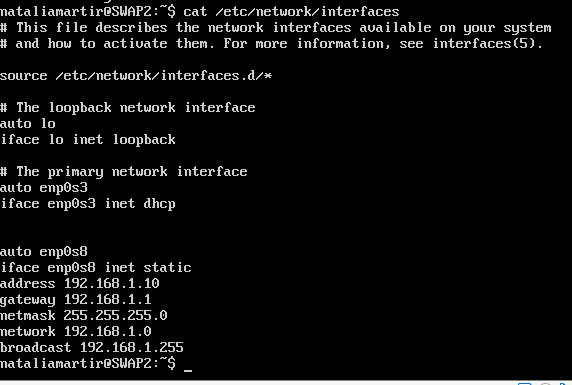 nataliamartir@SWAP2:~$ cat /etc/network/interfaces
# This file describes the network interfaces available on your system
# and how to activate them. For more information, see interfaces(5).
source /etc/network/interfaces.d/*
# The loopback network interface
auto lo
iface lo inet loopback
# The primary network interface
auto enp0s3
iface enp0s3 inet dhcp
auto enp0s8
iface enp0s8 inet static
address 192.168.1.10
gateway 192.168.1.1
netmask 255.255.255.0
network 192.168.1.0
broadcast 192.168.1.255
nataliamartir@SWAP2:~$ _